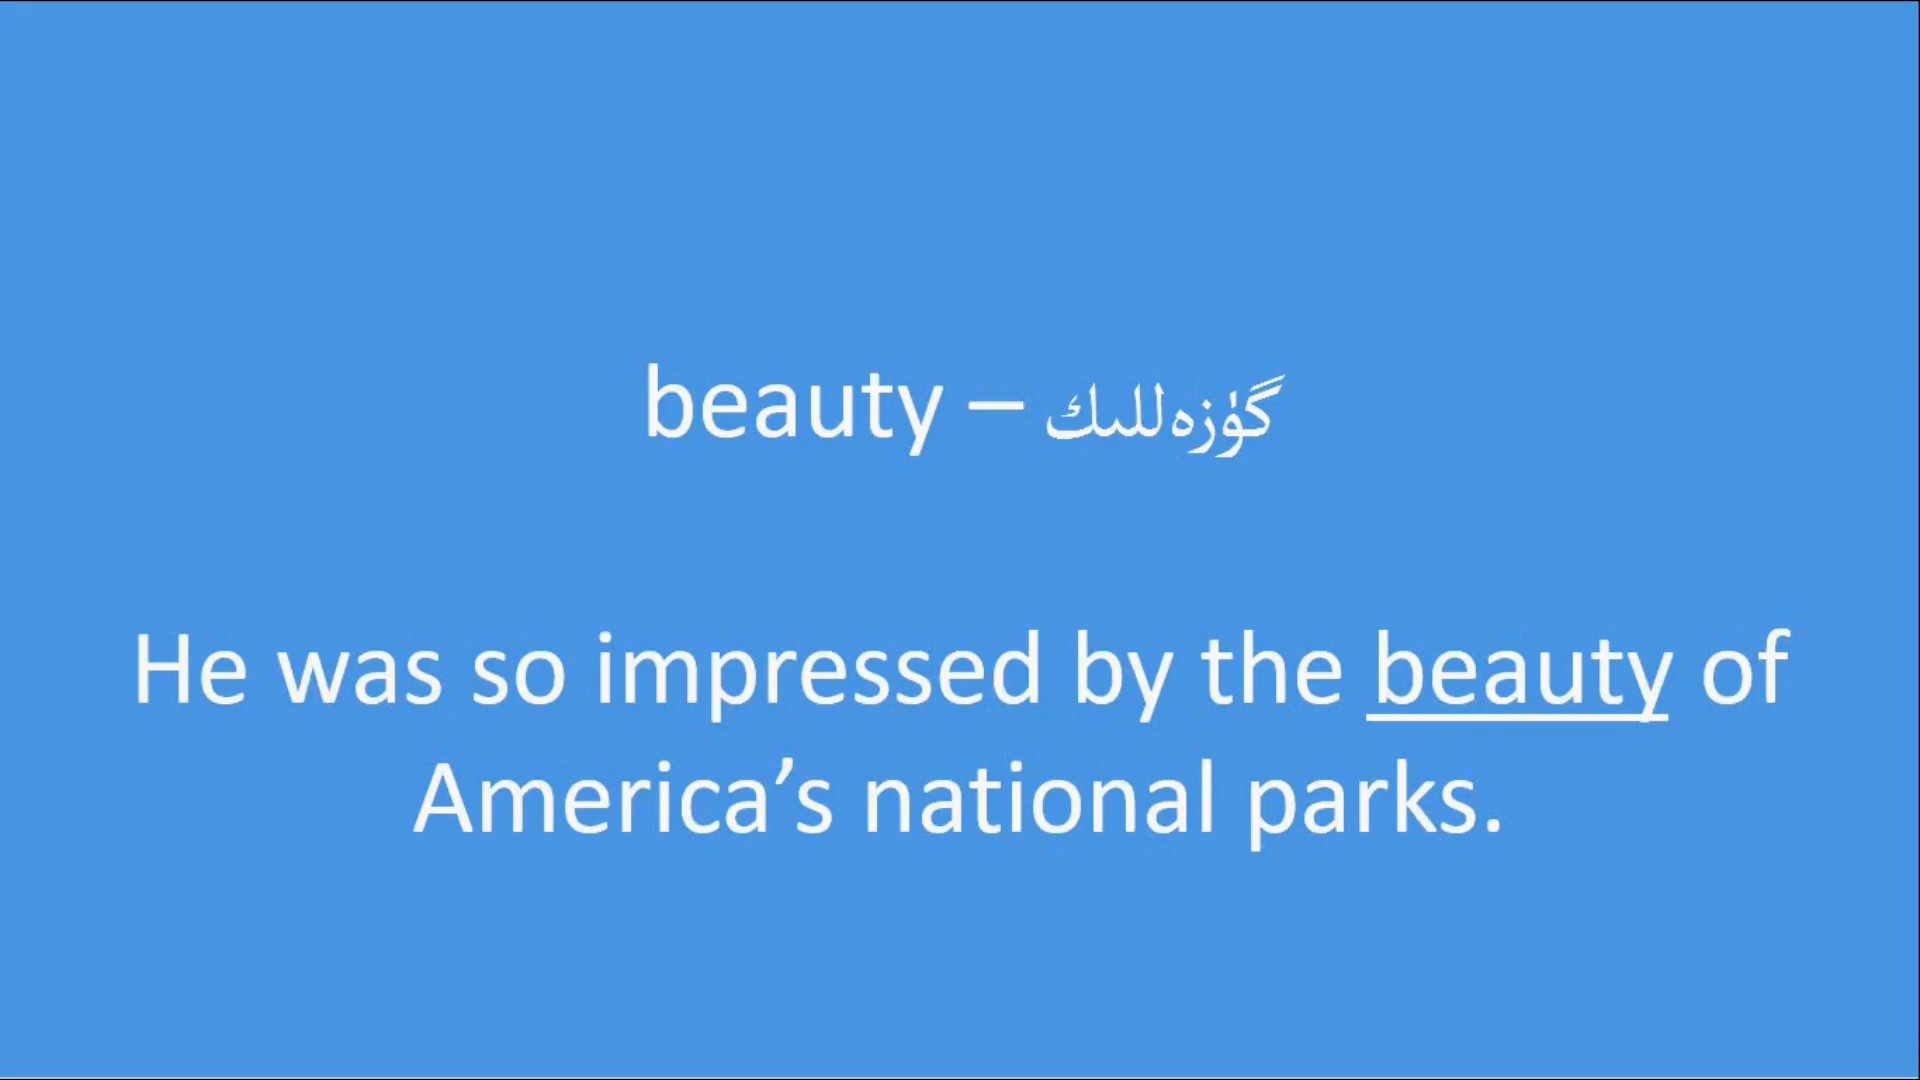 beauty – گۈزەللىك
He was so impressed by the beauty of
America’s national parks.